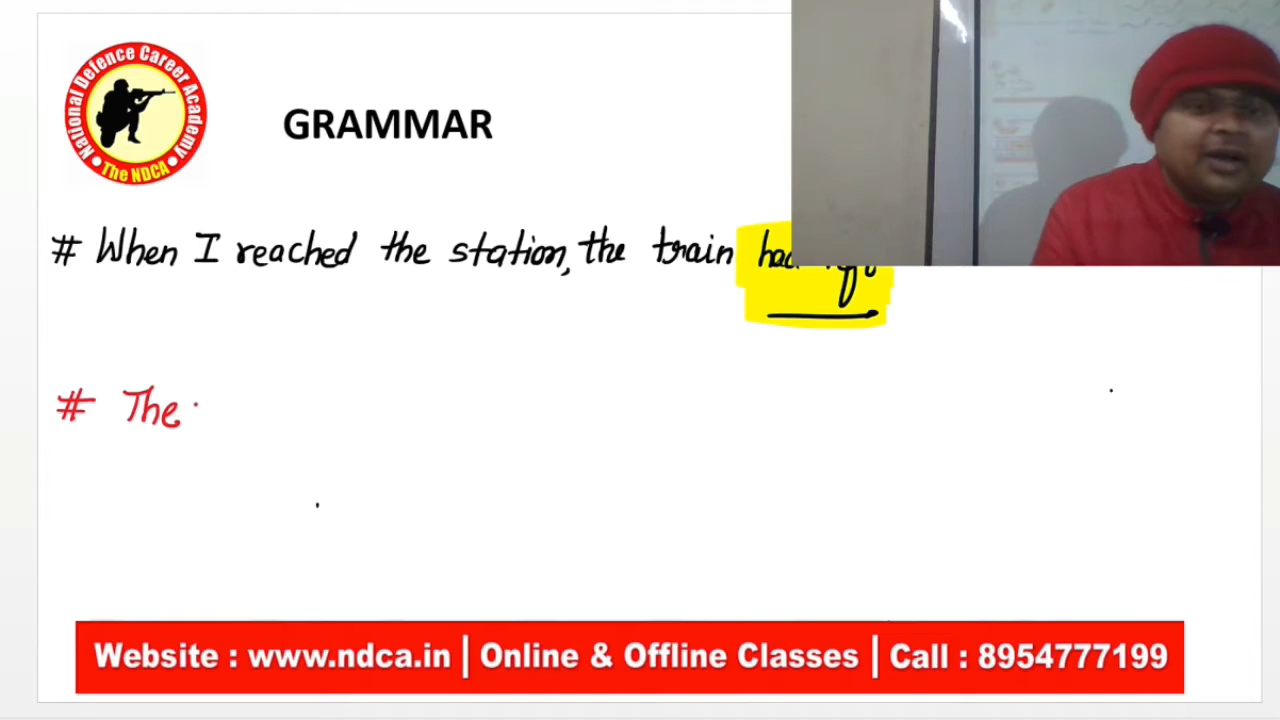 National Defence Career Academy
The NDCA
GRAMMAR
# When I reached the station, the train had
# The
Website : www.ndca.in | Online & Offline Classes | Call : 8954777199